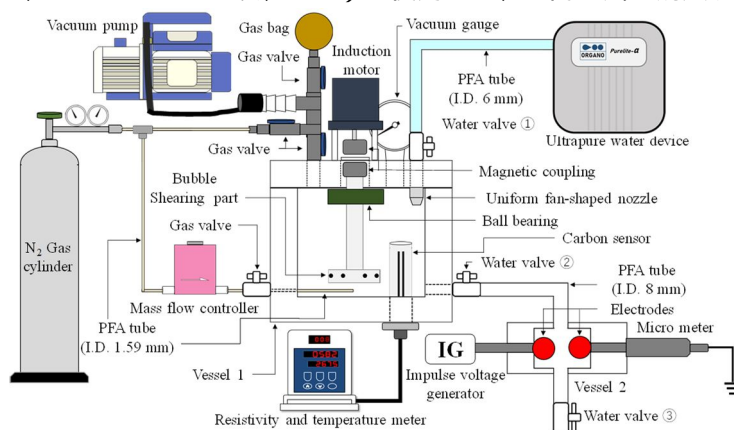 Vacuum pump
Gas bag
Gas valve
Induction
motor
Vacuum gauge
PFA tube
(I.D. 6 mm)
Water valve ①
ORGANO
Purelite-α
Ultrapure water device
Gas valve
Magnetic coupling
Uniform fan-shaped nozzle
Ball bearing
Bubble
Shearing part
Gas valve
N₂ Gas
cylinder
Carbon sensor
Water valve ②
PFA tube
(I.D. 8 mm)
Mass flow controller
PFA tube
(I.D. 1.59 mm)
Electrodes
Micro meter
Vessel 1
IG
Impulse voltage
generator
Vessel 2
Resistivity and temperature meter
Water valve ③